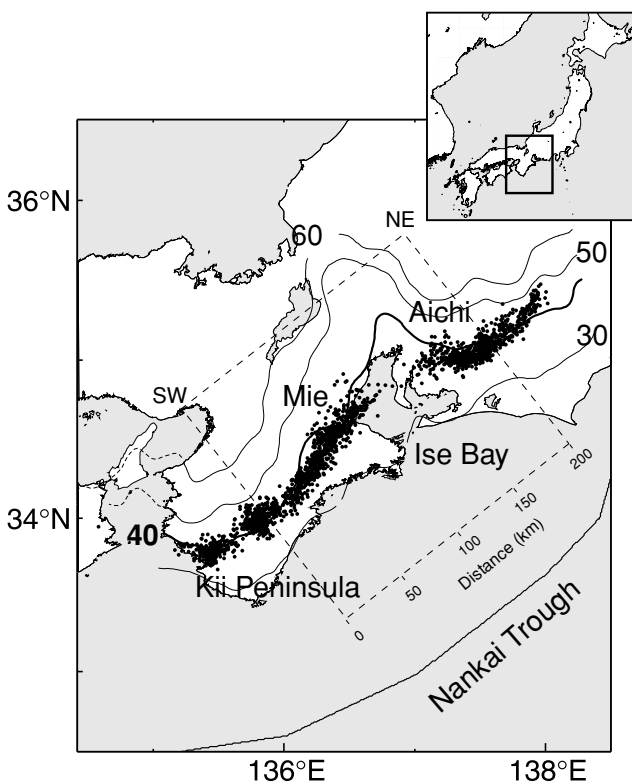 36°N
NE
60
50
Aichi
30
Mie
SW
Ise Bay
200
34°N
150
40
100
Distance (km)
Kii Peninsula
50
0
Nankai Trough
136°E
138°E